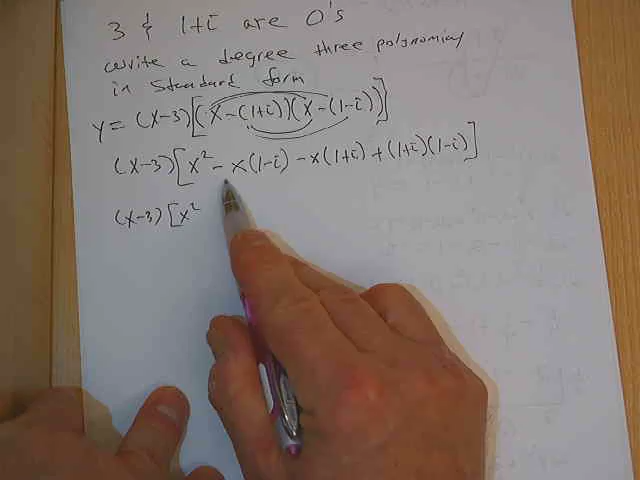 3 & 1+i are 0's
write a degree three polynomial
in standard form
y = (x-3)[(x-(1+i))(x-(1-i))]
(x-3)[x² - x(1-i) - x(1+i) + (1+i)(1-i)]
(x-3)[x²